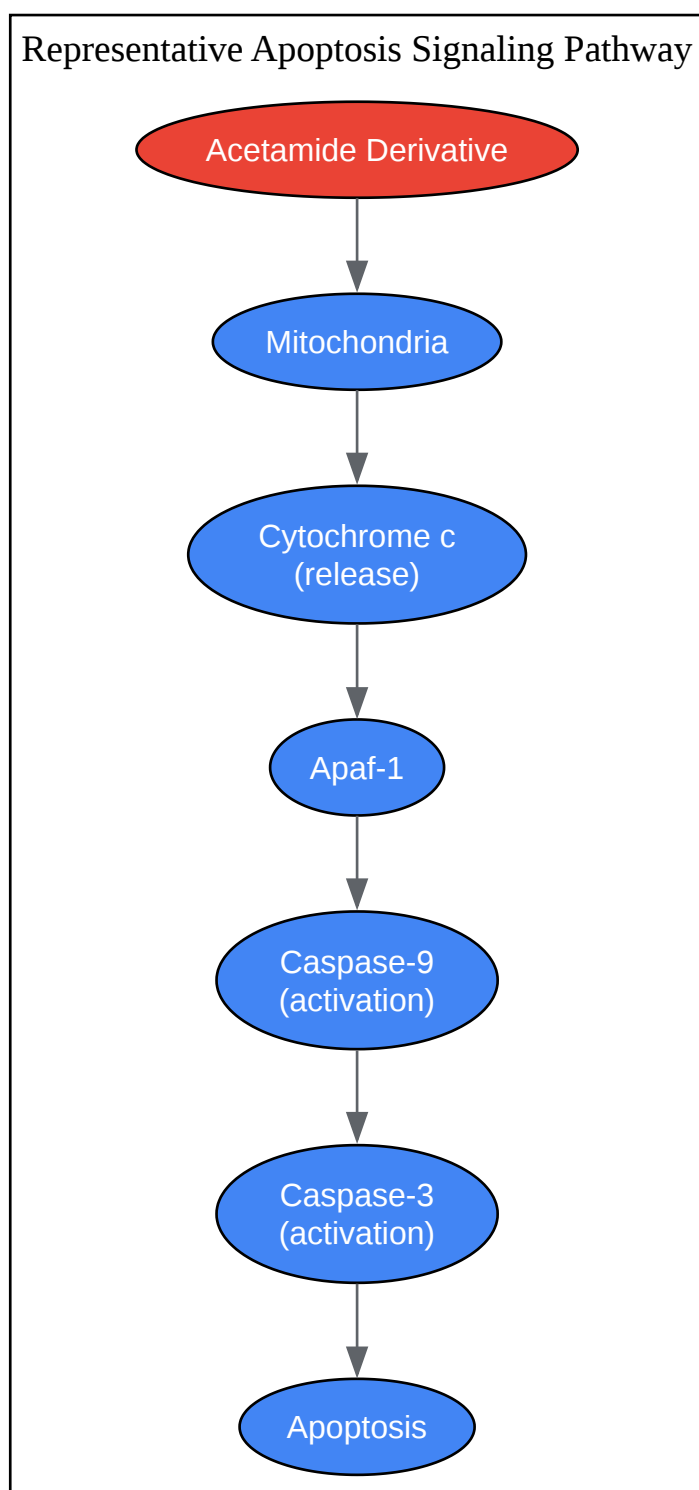 Representative Apoptosis Signaling Pathway
Acetamide Derivative
Mitochondria
Cytochrome c
(release)
Apaf-1
Caspase-9
(activation)
Caspase-3
(activation)
Apoptosis